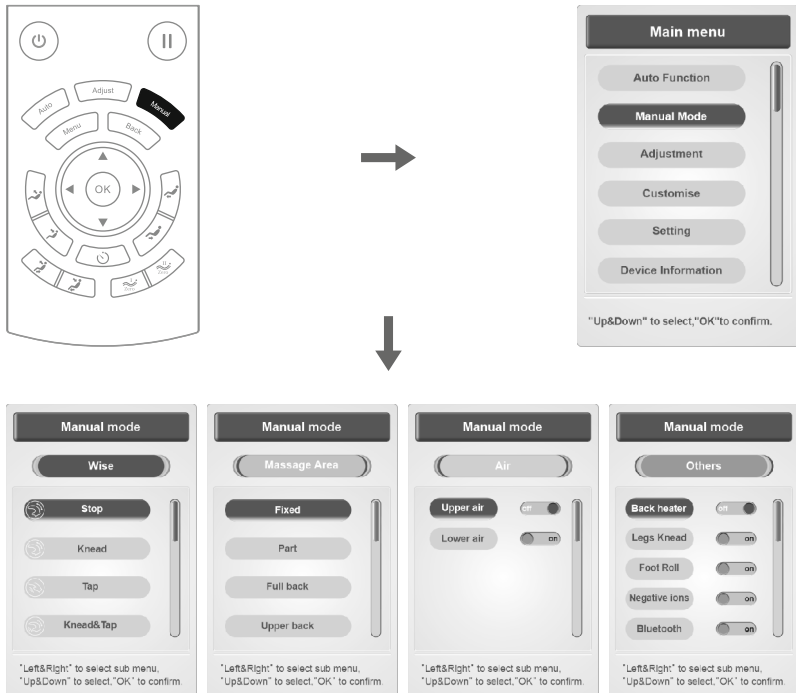 Auto
Adjust
Manual
Menu
Back
OK
Main menu
Auto Function
Manual Mode
Adjustment
Customise
Setting
Device Information
"Up&Down" to select,"OK"to confirm.
Manual mode
Wise
Stop
Knead
Tap
Knead&Tap
"Left&Right" to select sub menu,
"Up&Down" to select,"OK" to confirm.
Manual mode
Massage Area
Fixed
Part
Full back
Upper back
"Left&Right" to select sub menu,
"Up&Down" to select,"OK" to confirm.
Manual mode
Air
Upper air off
Lower air on
"Left&Right" to select sub menu,
"Up&Down" to select,"OK" to confirm.
Manual mode
Others
Back heater off
Legs Knead on
Foot Roll on
Negative ions on
Bluetooth on
"Left&Right" to select sub menu,
"Up&Down" to select,"OK" to confirm.